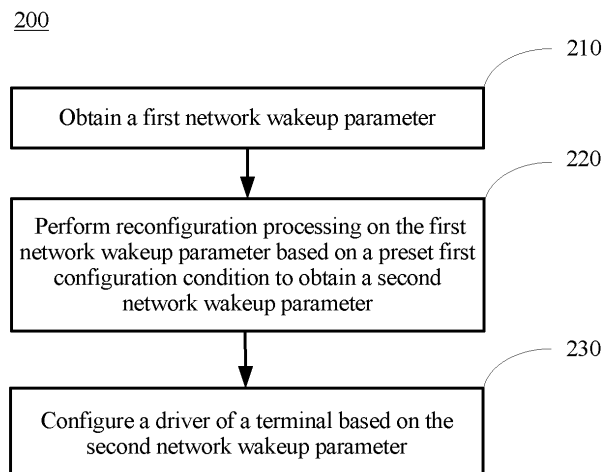 200
210
Obtain a first network wakeup parameter
220
Perform reconfiguration processing on the first
network wakeup parameter based on a preset first
configuration condition to obtain a second
network wakeup parameter
230
Configure a driver of a terminal based on the
second network wakeup parameter